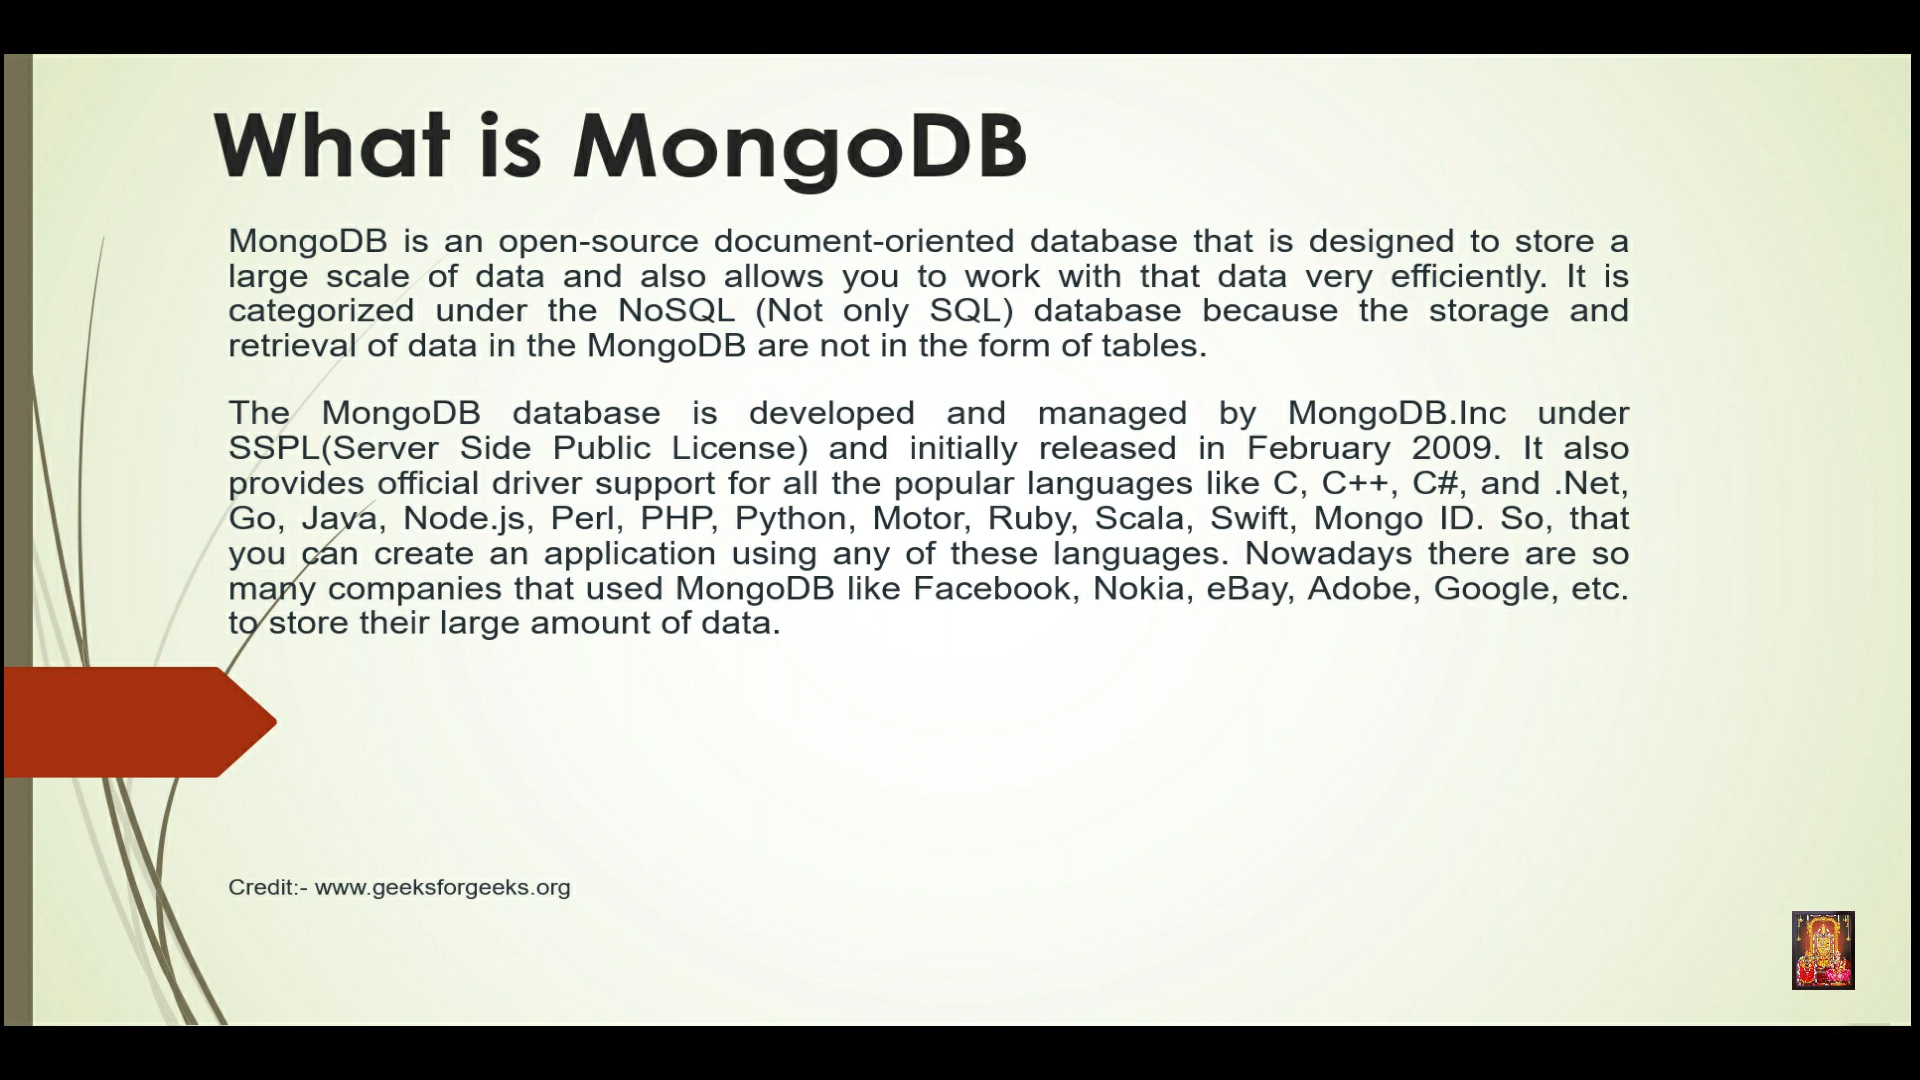 What is MongoDB
MongoDB is an open-source document-oriented database that is designed to store a
large scale of data and also allows you to work with that data very efficiently. It is
categorized under the NoSQL (Not only SQL) database because the storage and
retrieval of data in the MongoDB are not in the form of tables.
The MongoDB database is developed and managed by MongoDB.Inc under
SSPL(Server Side Public License) and initially released in February 2009. It also
provides official driver support for all the popular languages like C, C++, C#, and .Net,
Go, Java, Node.js, Perl, PHP, Python, Motor, Ruby, Scala, Swift, Mongo ID. So, that
you can create an application using any of these languages. Nowadays there are so
many companies that used MongoDB like Facebook, Nokia, eBay, Adobe, Google, etc.
to store their large amount of data.
Credit:- www.geeksforgeeks.org